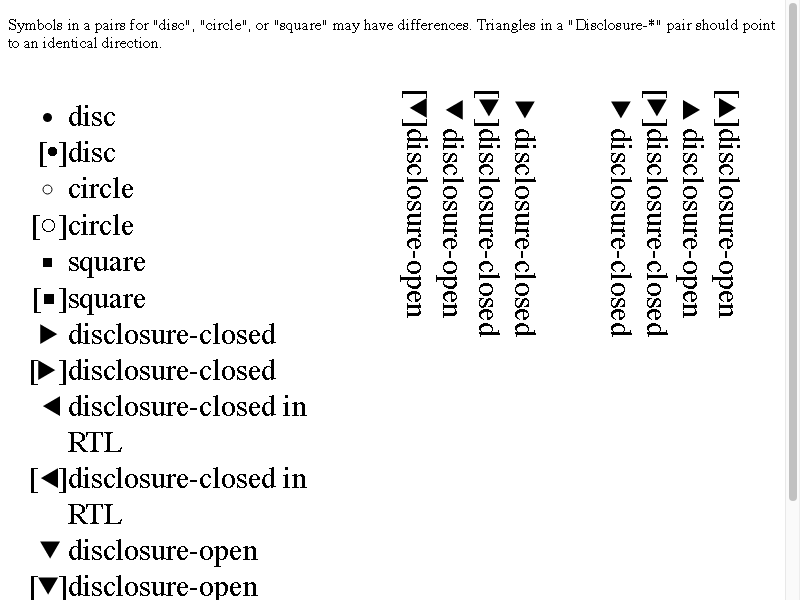 Symbols in a pairs for "disc", "circle", or "square" may have differences. Triangles in a "Disclosure-*" pair should point
to an identical direction.
• disc
[•]disc
○ circle
[○]circle
▪ square
[▪]square
▶ disclosure-closed
[▶]disclosure-closed
◀ disclosure-closed in
RTL
[◀]disclosure-closed in
RTL
▼ disclosure-open
[▼]disclosure-open
[◀]disclosure-open
◀ disclosure-open
[▼]disclosure-closed
▼ disclosure-closed
▼ disclosure-closed
[▼]disclosure-closed
▶ disclosure-open
[▶]disclosure-open